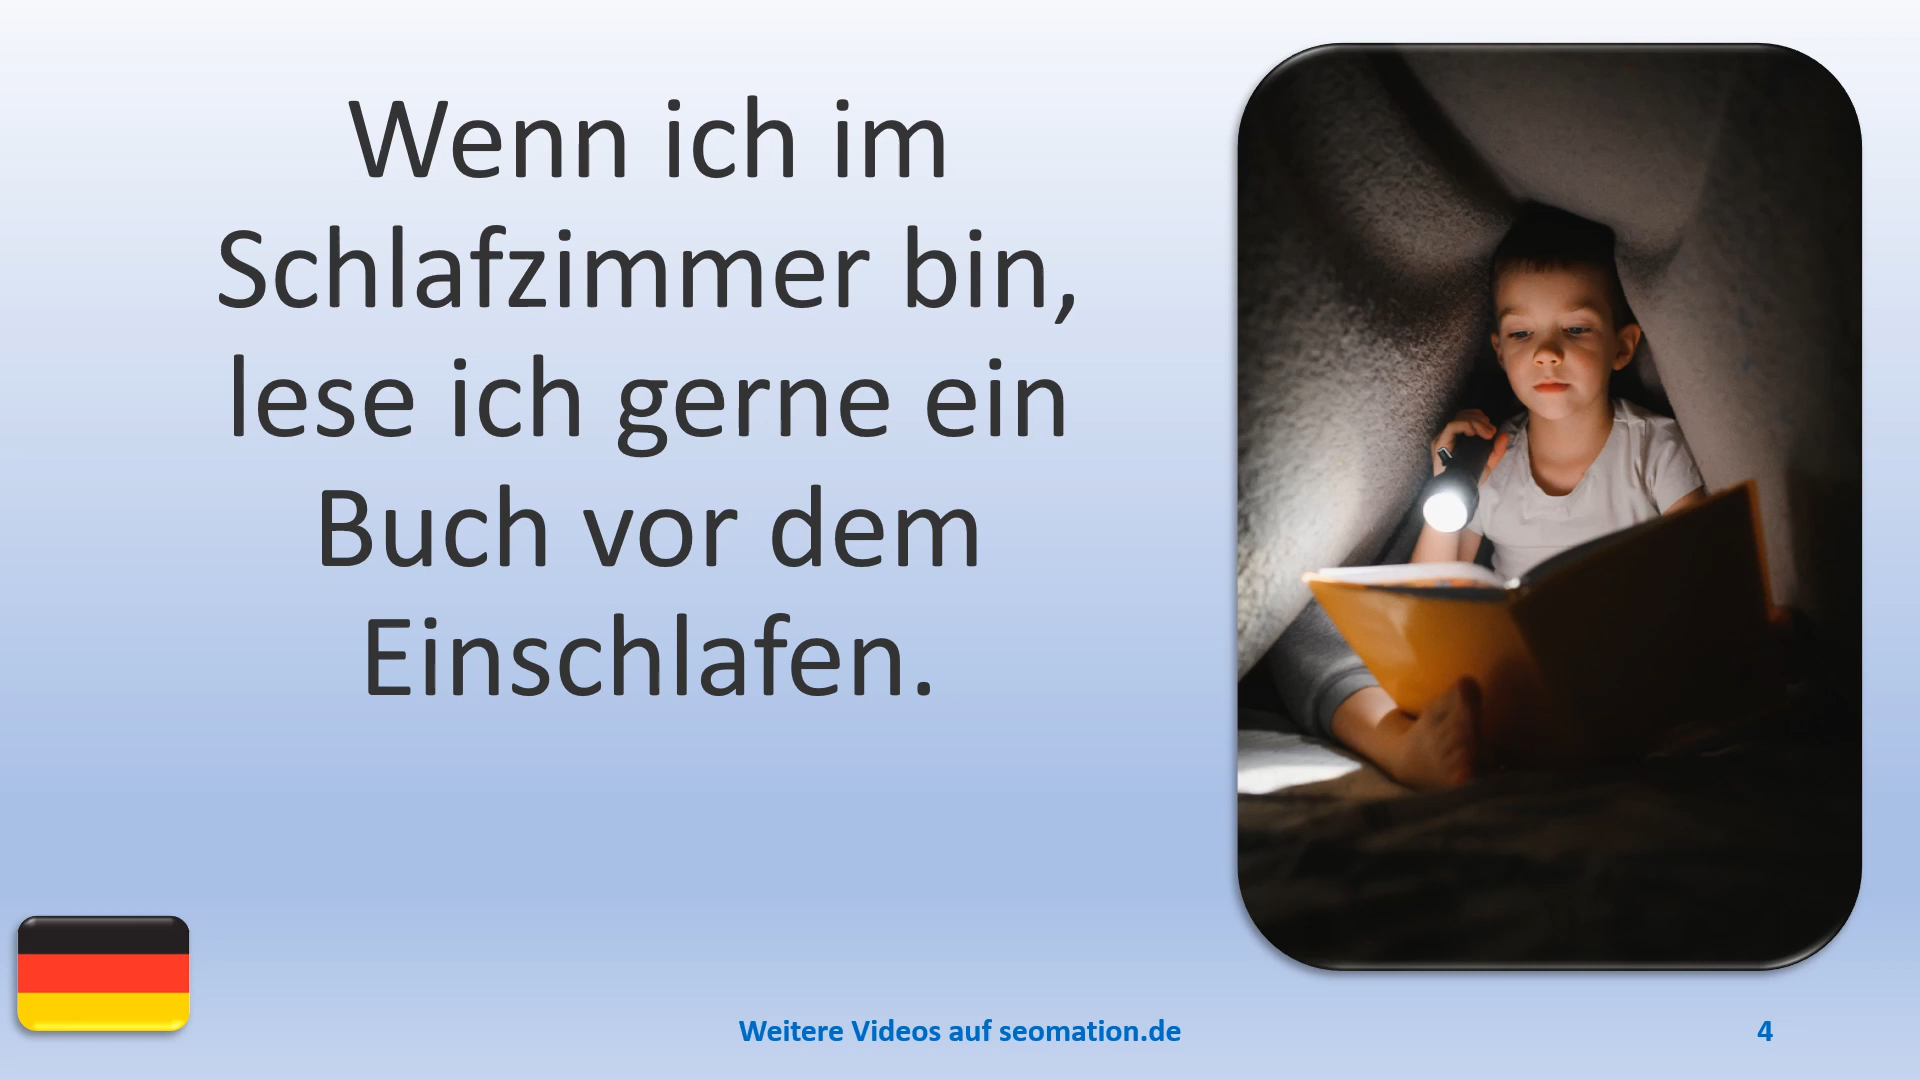 Wenn ich im
Schlafzimmer bin,
lese ich gerne ein
Buch vor dem
Einschlafen.
Weitere Videos auf seomation.de
4